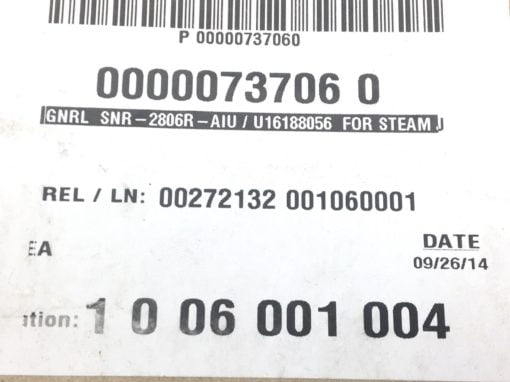 P 00000737060
0000073706 0
GNRL SNR-2806R-AIU / U16188056 FOR STEAM J
REL / LN: 00272132 001060001
EA
DATE
09/26/14
ation: 1 0 06 001 004